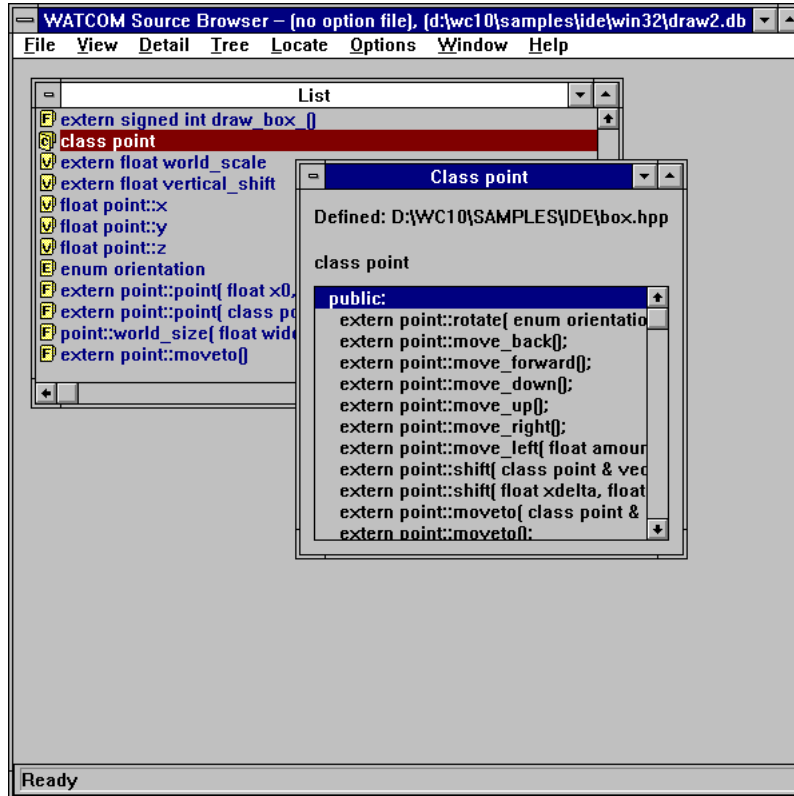 WATCOM Source Browser – (no option file), (d:\wc10\samples\ide\win32\draw2.db
File View Detail Tree Locate Options Window Help
List
F extern signed int draw_box_()
C class point
V extern float world_scale
V extern float vertical_shift
V float point::x
V float point::y
V float point::z
E enum orientation
F extern point::point( float x0,
F extern point::point( class po
F point::world_size( float wide
F extern point::moveto()
Class point
Defined: D:\WC10\SAMPLES\IDE\box.hpp
class point
public:
extern point::rotate( enum orientatio
extern point::move_back();
extern point::move_forward();
extern point::move_down();
extern point::move_up();
extern point::move_right();
extern point::move_left( float amour
extern point::shift( class point & vec
extern point::shift( float xdelta, float
extern point::moveto( class point &
extern point::moveto();
Ready